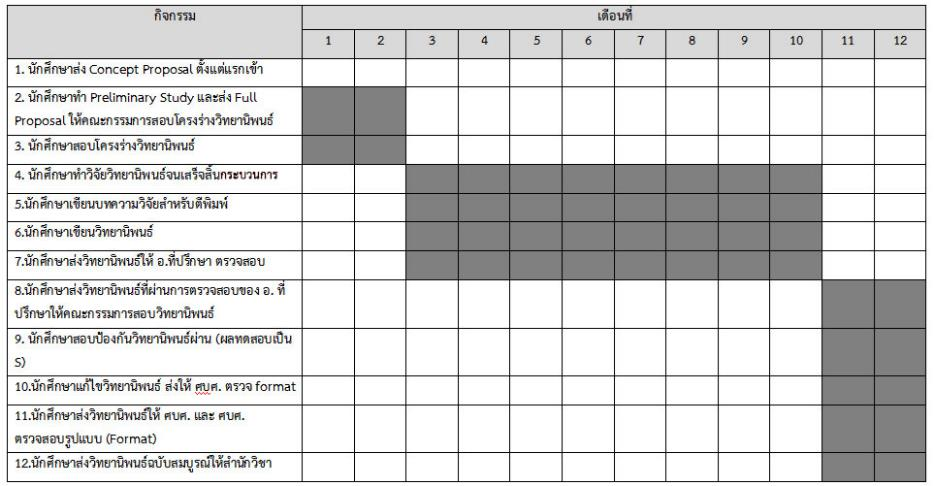 กิจกรรม
เดือนที่
1 2 3 4 5 6 7 8 9 10 11 12
1. นักศึกษาส่ง Concept Proposal ตั้งแต่แรกเข้า
2. นักศึกษาทำ Preliminary Study และส่ง Full
Proposal ให้คณะกรรมการสอบโครงร่างวิทยานิพนธ์
3. นักศึกษาสอบโครงร่างวิทยานิพนธ์
4. นักศึกษาทำวิจัยวิทยานิพนธ์จนเสร็จสิ้นกระบวนการ
5.นักศึกษาเขียนบทความวิจัยสำหรับตีพิมพ์
6.นักศึกษาเขียนวิทยานิพนธ์
7.นักศึกษาส่งวิทยานิพนธ์ให้ อ.ที่ปรึกษา ตรวจสอบ
8.นักศึกษาส่งวิทยานิพนธ์ที่ผ่านการตรวจสอบของ อ. ที่
ปรึกษาให้คณะกรรมการสอบวิทยานิพนธ์
9. นักศึกษาสอบป้องกันวิทยานิพนธ์ผ่าน (ผลทดสอบเป็น
S)
10.นักศึกษาแก้ไขวิทยานิพนธ์ ส่งให้ ศบศ. ตรวจ format
11.นักศึกษาส่งวิทยานิพนธ์ให้ ศบศ. และ ศบศ.
ตรวจสอบรูปแบบ (Format)
12.นักศึกษาส่งวิทยานิพนธ์ฉบับสมบูรณ์ให้สำนักวิชา